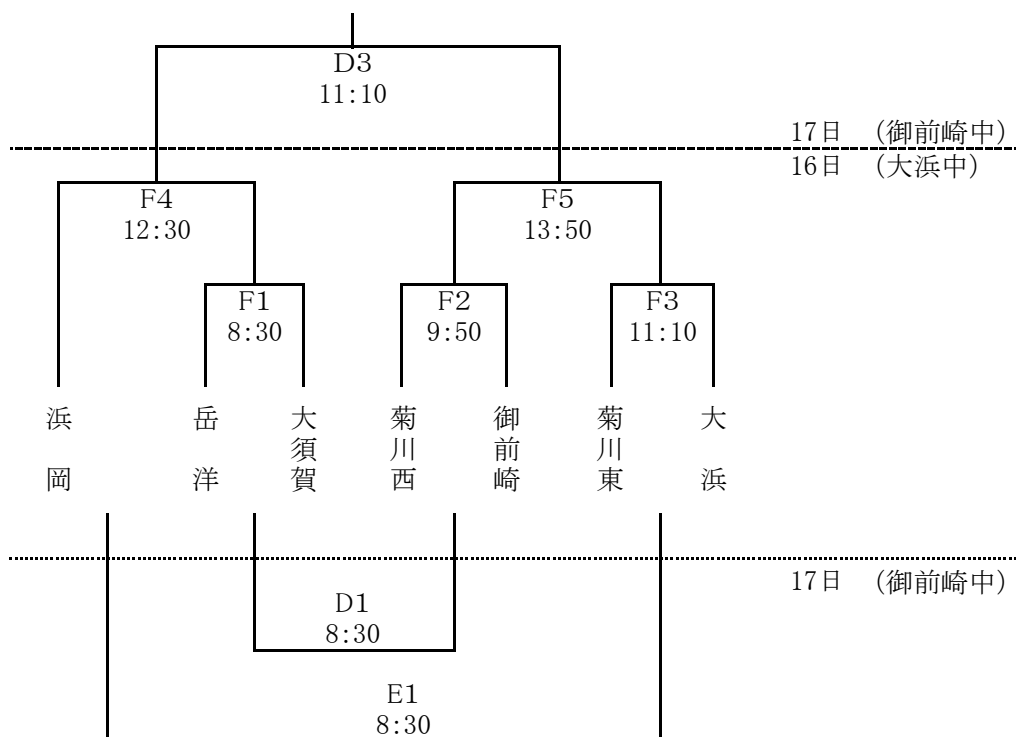 D3
11:10
17日 （御前崎中）
16日 （大浜中）
F4
12:30
F5
13:50
F1
8:30
F2
9:50
F3
11:10
浜岡
岳洋
大須賀
菊川西
御前崎
菊川東
大浜
17日 （御前崎中）
D1
8:30
E1
8:30